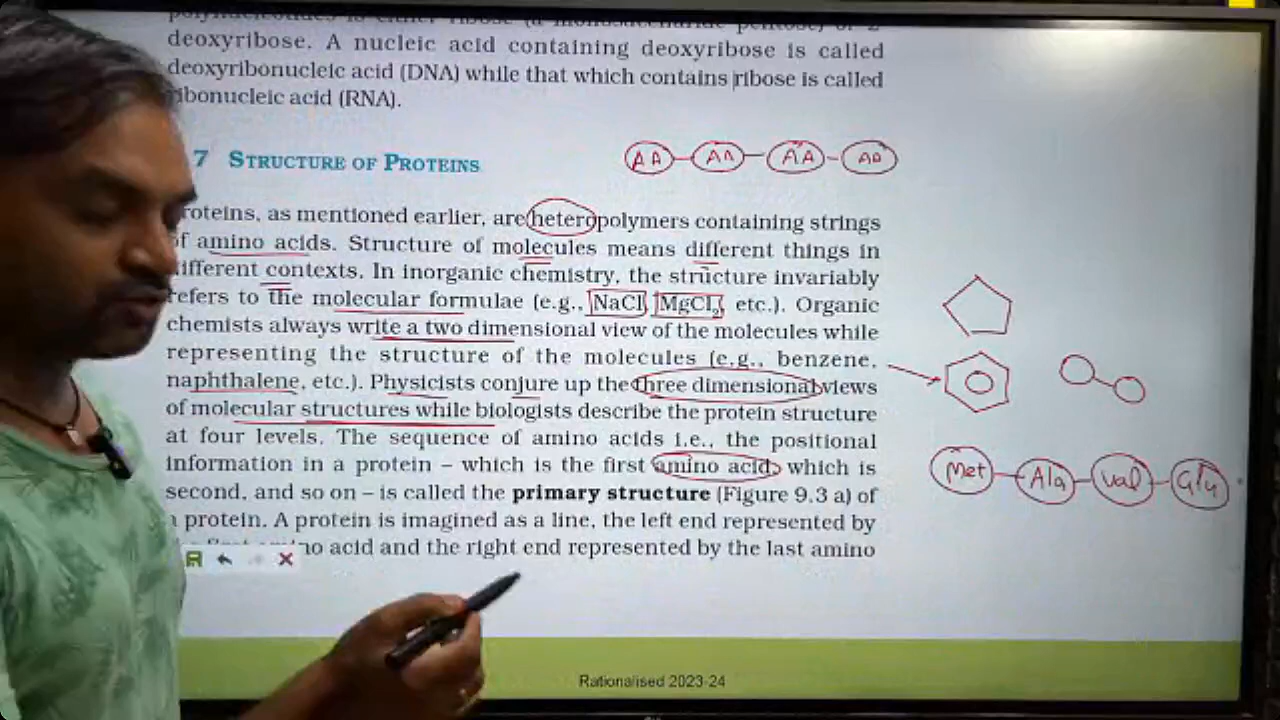 deoxyribose. A nucleic acid containing deoxyribose is called
deoxyribonucleic acid (DNA) while that which contains ribose is called
ribonucleic acid (RNA).
7 STRUCTURE OF PROTEINS
AA AA AA AA
roteins, as mentioned earlier, are heteropolymers containing strings
f amino acids. Structure of molecules means different things in
ifferent contexts. In inorganic chemistry, the structure invariably
refers to the molecular formulae (e.g., NaCl, MgCl₂, etc.). Organic
chemists always write a two dimensional view of the molecules while
representing the structure of the molecules (e.g., benzene,
naphthalene, etc.). Physicists conjure up the three dimensional views
of molecular structures while biologists describe the protein structure
at four levels. The sequence of amino acids i.e., the positional
information in a protein – which is the first amino acid, which is
second, and so on – is called the primary structure (Figure 9.3 a) of
a protein. A protein is imagined as a line, the left end represented by
no acid and the right end represented by the last amino
Met Ala Val Glu
Rationalised 2023-24